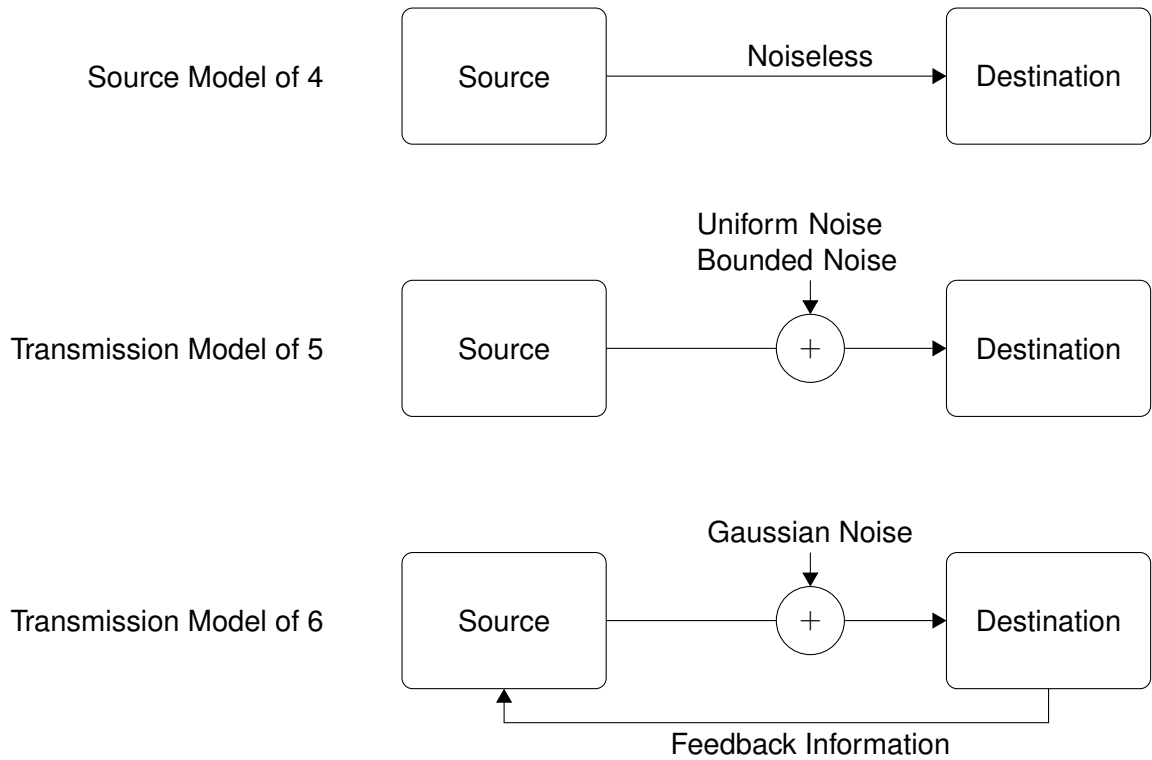 Source Model of 4
Source
Noiseless
Destination
Uniform Noise
Bounded Noise
Transmission Model of 5
Source
+
Destination
Gaussian Noise
Transmission Model of 6
Source
+
Destination
Feedback Information